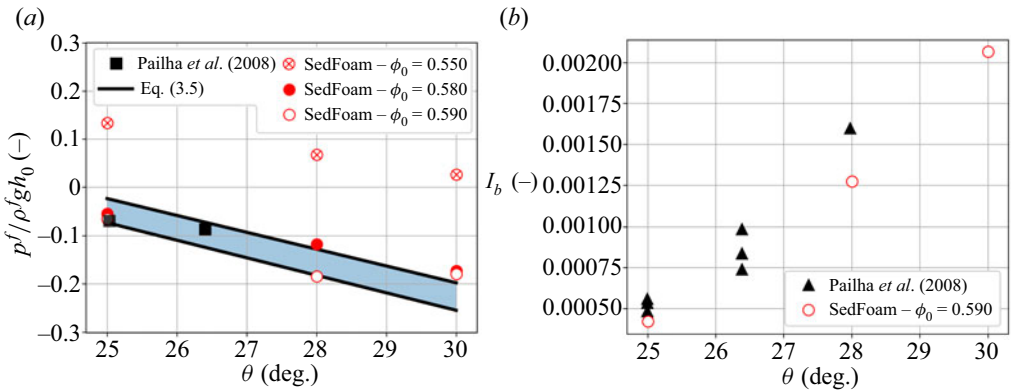 (a)
0.3
0.2
0.1
0
–0.1
–0.2
–0.3
p^f/ρ^f gh_0 (–)
Pailha et al. (2008)
Eq. (3.5)
SedFoam – ϕ_0 = 0.550
SedFoam – ϕ_0 = 0.580
SedFoam – ϕ_0 = 0.590
25 26 27 28 29 30
θ (deg.)
(b)
0.00200
0.00175
0.00150
0.00125
0.00100
0.00075
0.00050
I_b (–)
Pailha et al. (2008)
SedFoam – ϕ_0 = 0.590
25 26 27 28 29 30
θ (deg.)